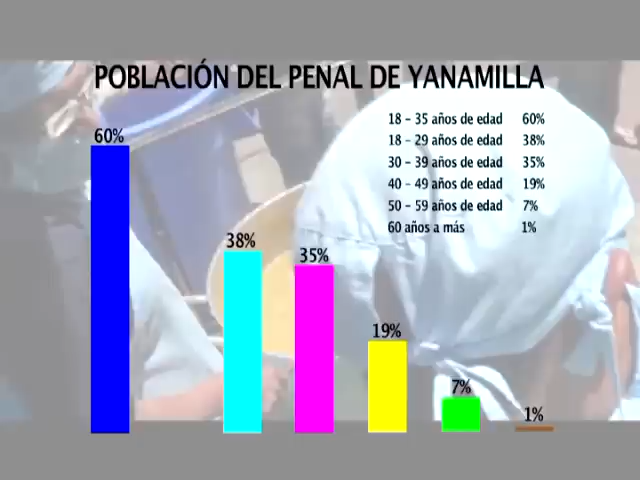 POBLACIÓN DEL PENAL DE YANAMILLA
18 - 35 años de edad 60%
18 - 29 años de edad 38%
30 - 39 años de edad 35%
40 - 49 años de edad 19%
50 - 59 años de edad 7%
60 años a más 1%
60%
38%
35%
19%
7%
1%